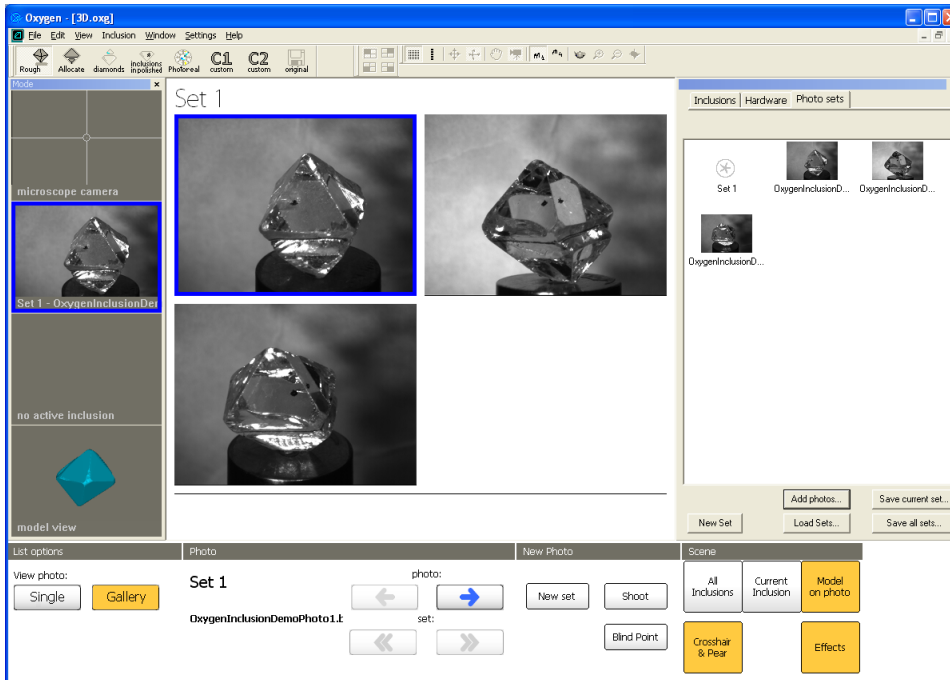 Oxygen - [3D.oxg]
File Edit View Inclusion Window Settings Help
Rough Allocate diamonds inclusions in polished Photoreal C1 custom C2 custom original
Mode
Set 1
Inclusions Hardware Photo sets
microscope camera
Set 1 OxygenInclusionD... OxygenInclusionD...
OxygenInclusionD...
Set 1 - OxygenInclusionDer
no active inclusion
model view
Add photos... Save current set...
New Set Load Sets... Save all sets...
List options Photo New Photo Scene
View photo:
Single Gallery
Set 1
OxygenInclusionDemoPhoto1.b
photo:
set:
New set Shoot
Blind Point
All Inclusions
Current Inclusion
Model on photo
Crosshair & Pear
Effects